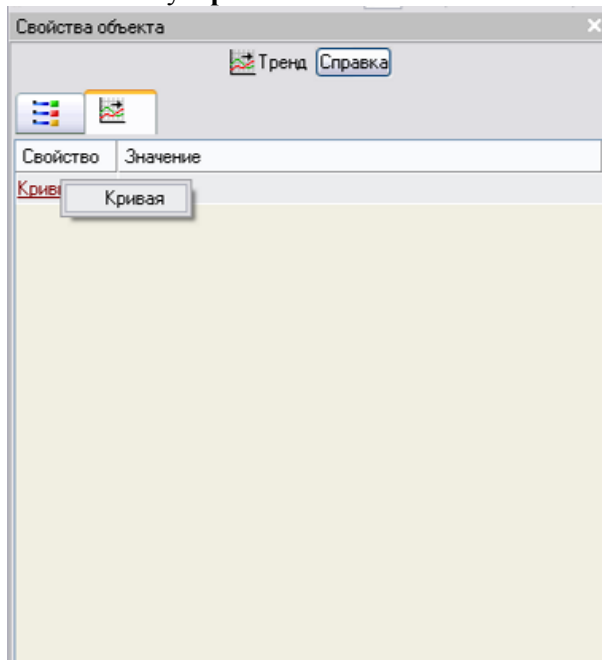 Свойства объекта
Тренд Справка
Свойство Значение
Кривая